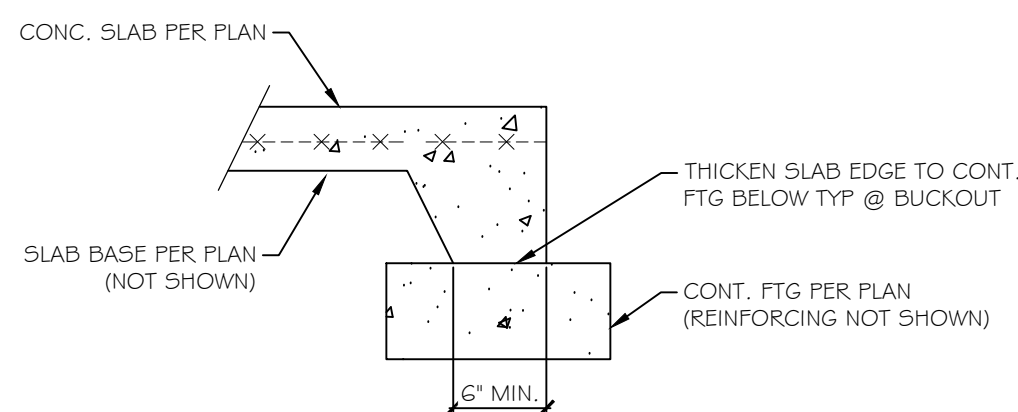 CONC. SLAB PER PLAN
THICKEN SLAB EDGE TO CONT.
FTG BELOW TYP @ BUCKOUT
SLAB BASE PER PLAN
(NOT SHOWN)
CONT. FTG PER PLAN
(REINFORCING NOT SHOWN)
6" MIN.